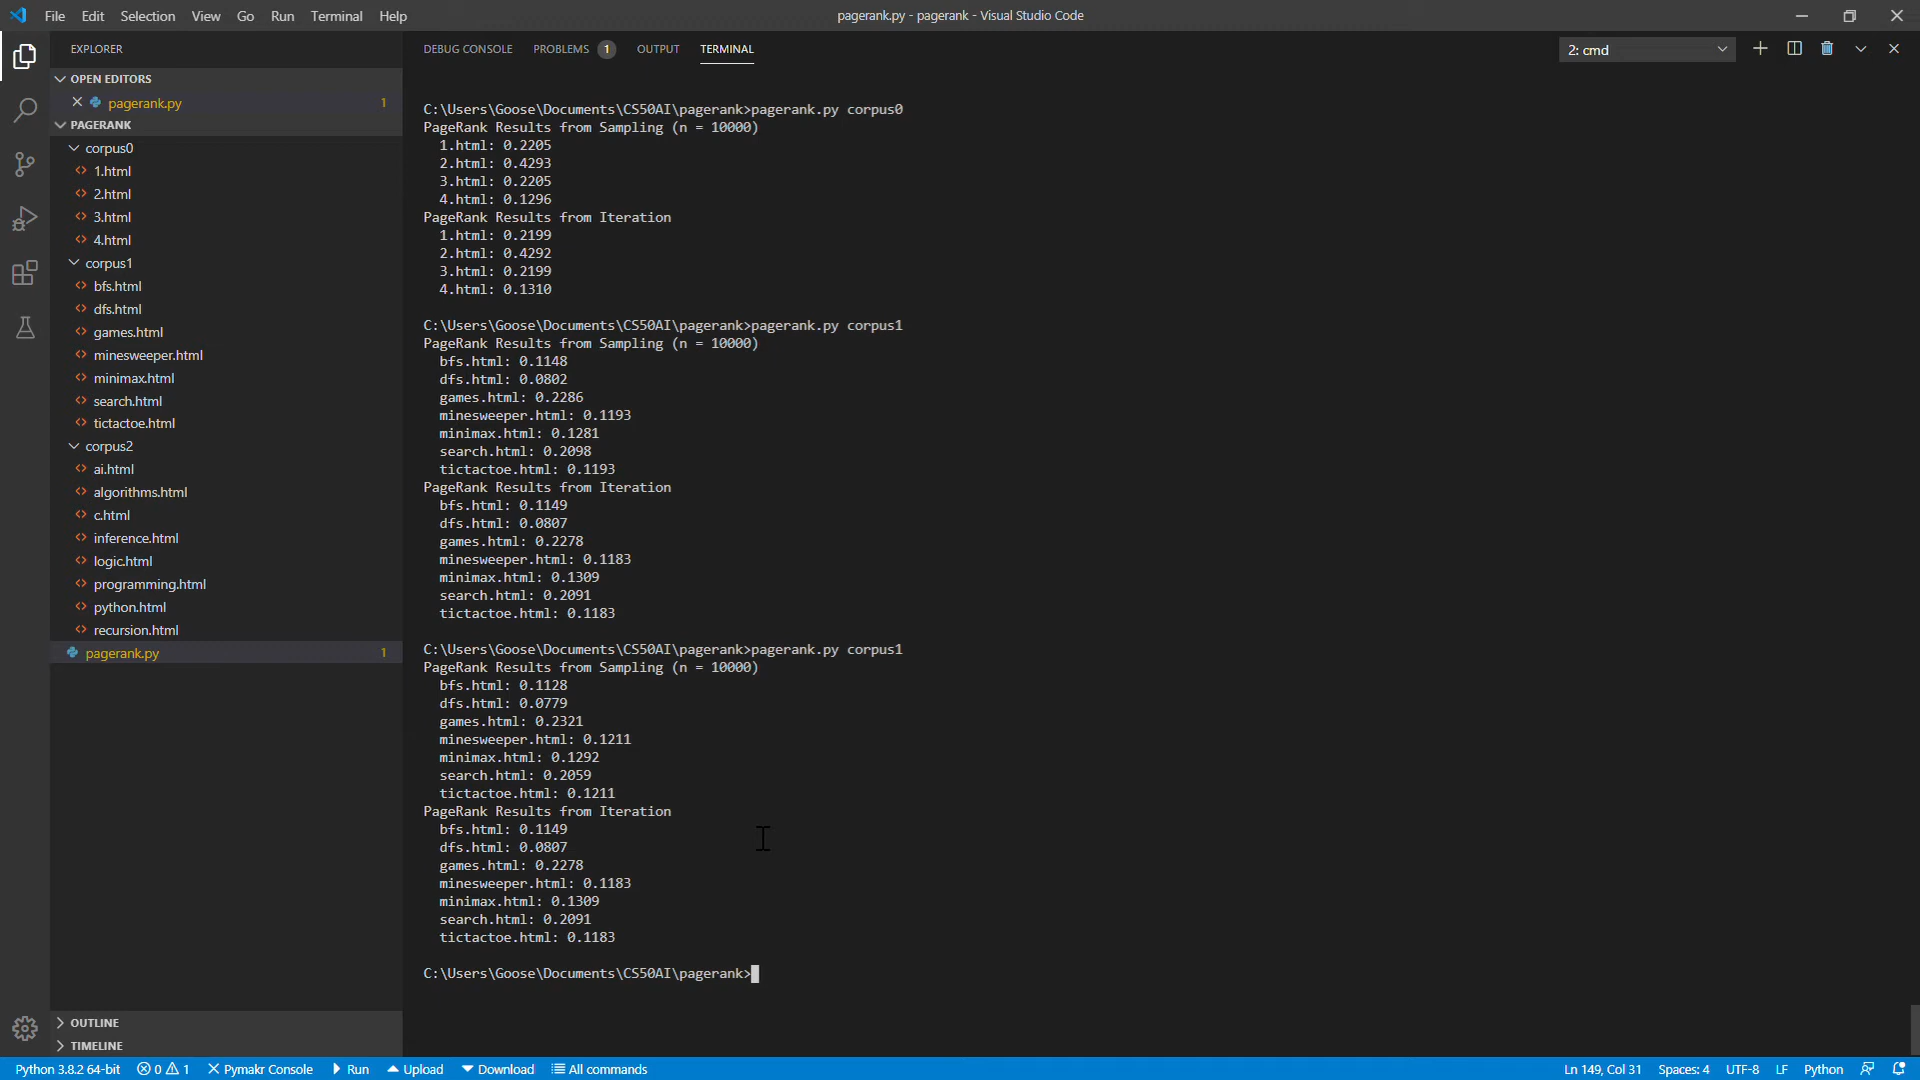 File Edit Selection View Go Run Terminal Help
pagerank.py - pagerank - Visual Studio Code
EXPLORER
OPEN EDITORS
pagerank.py 1
PAGERANK
corpus0
1.html
2.html
3.html
4.html
corpus1
bfs.html
dfs.html
games.html
minesweeper.html
minimax.html
search.html
tictactoe.html
corpus2
ai.html
algorithms.html
c.html
inference.html
logic.html
programming.html
python.html
recursion.html
pagerank.py 1
OUTLINE
TIMELINE
DEBUG CONSOLE PROBLEMS 1 OUTPUT TERMINAL
2: cmd
C:\Users\Goose\Documents\CS50AI\pagerank>pagerank.py corpus0
PageRank Results from Sampling (n = 10000)
1.html: 0.2205
2.html: 0.4293
3.html: 0.2205
4.html: 0.1296
PageRank Results from Iteration
1.html: 0.2199
2.html: 0.4292
3.html: 0.2199
4.html: 0.1310
C:\Users\Goose\Documents\CS50AI\pagerank>pagerank.py corpus1
PageRank Results from Sampling (n = 10000)
bfs.html: 0.1148
dfs.html: 0.0802
games.html: 0.2286
minesweeper.html: 0.1193
minimax.html: 0.1281
search.html: 0.2098
tictactoe.html: 0.1193
PageRank Results from Iteration
bfs.html: 0.1149
dfs.html: 0.0807
games.html: 0.2278
minesweeper.html: 0.1183
minimax.html: 0.1309
search.html: 0.2091
tictactoe.html: 0.1183
C:\Users\Goose\Documents\CS50AI\pagerank>pagerank.py corpus1
PageRank Results from Sampling (n = 10000)
bfs.html: 0.1128
dfs.html: 0.0779
games.html: 0.2321
minesweeper.html: 0.1211
minimax.html: 0.1292
search.html: 0.2059
tictactoe.html: 0.1211
PageRank Results from Iteration
bfs.html: 0.1149
dfs.html: 0.0807
games.html: 0.2278
minesweeper.html: 0.1183
minimax.html: 0.1309
search.html: 0.2091
tictactoe.html: 0.1183
C:\Users\Goose\Documents\CS50AI\pagerank>
Python 3.8.2 64-bit 0 1 Pymakr Console Run Upload Download All commands
Ln 149, Col 31 Spaces: 4 UTF-8 LF Python